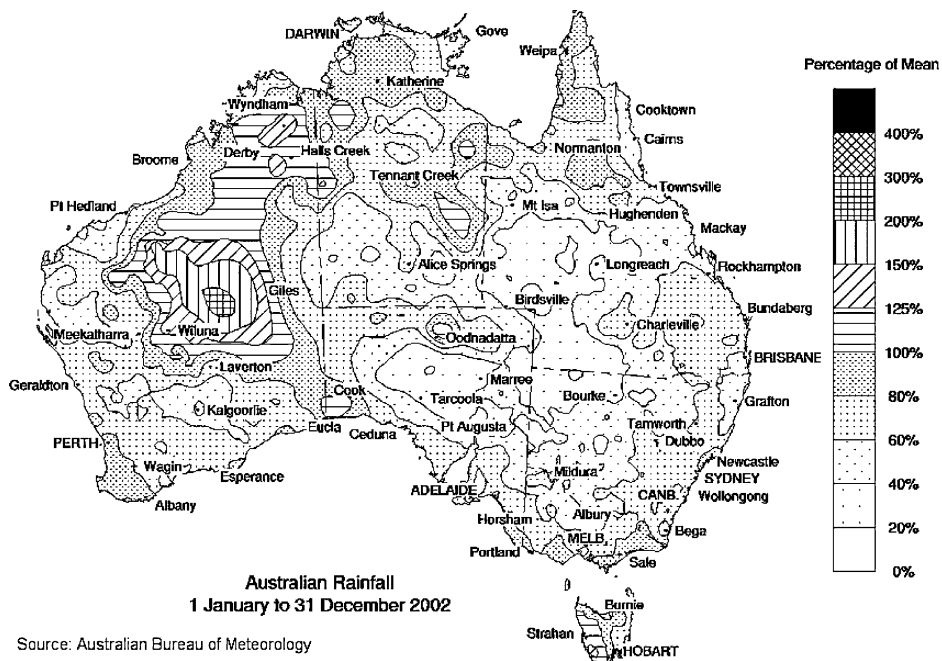 DARWIN
Gove
Weipa
Katherine
Percentage of Mean
Wyndham
Cooktown
Cairns
400%
Broome
Derby
Halls Creek
Normanton
300%
Tennant Creek
Townsville
Pt Hedland
Mt Isa
Hughenden
200%
Mackay
Alice Springs
Longreach
Rockhampton
150%
Giles
Birdsville
Bundaberg
125%
Meekatharra
Wiluna
Oodnadatta
Charleville
100%
Laverton
BRISBANE
Geraldton
Cook
Marree
80%
Kalgoorlie
Tarcoola
Bourke
Grafton
PERTH
Eucla
Ceduna
Pt Augusta
Tamworth
Dubbo
60%
Wagin
Esperance
Mildura
Newcastle
SYDNEY
40%
Albany
ADELAIDE
CANB.
Wollongong
Horsham
Albury
Bega
20%
Portland
MELB.
Sale
0%
Australian Rainfall
1 January to 31 December 2002
Burnie
Strahan
HOBART
Source: Australian Bureau of Meteorology